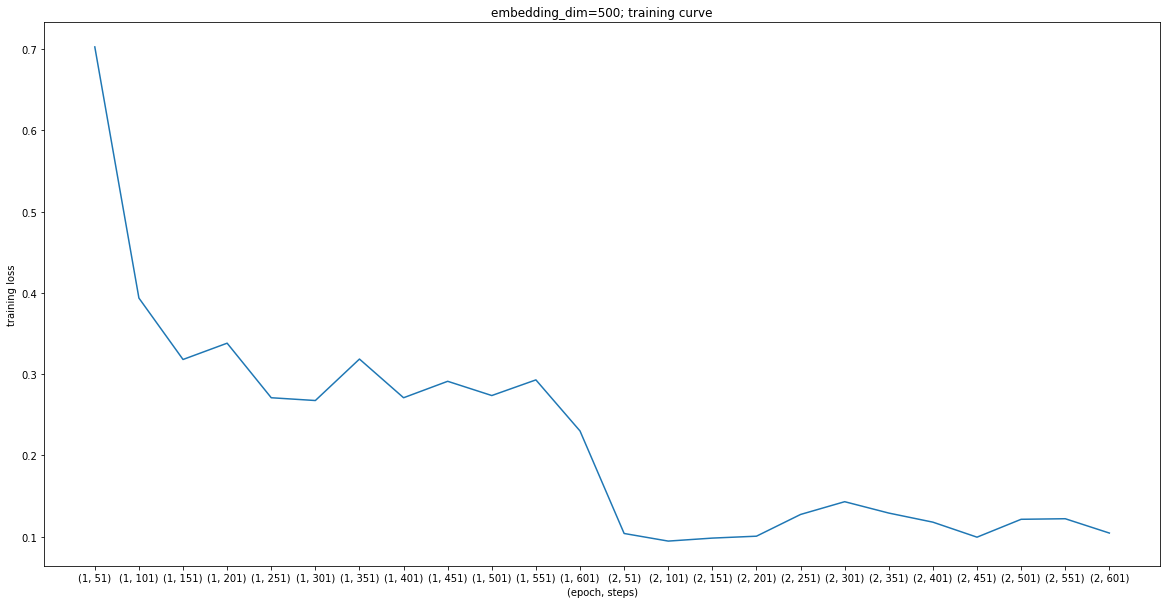 embedding_dim=500; training curve
training loss
0.7
0.6
0.5
0.4
0.3
0.2
0.1
(1, 51) (1, 101) (1, 151) (1, 201) (1, 251) (1, 301) (1, 351) (1, 401) (1, 451) (1, 501) (1, 551) (1, 601) (2, 51) (2, 101) (2, 151) (2, 201) (2, 251) (2, 301) (2, 351) (2, 401) (2, 451) (2, 501) (2, 551) (2, 601)
(epoch, steps)